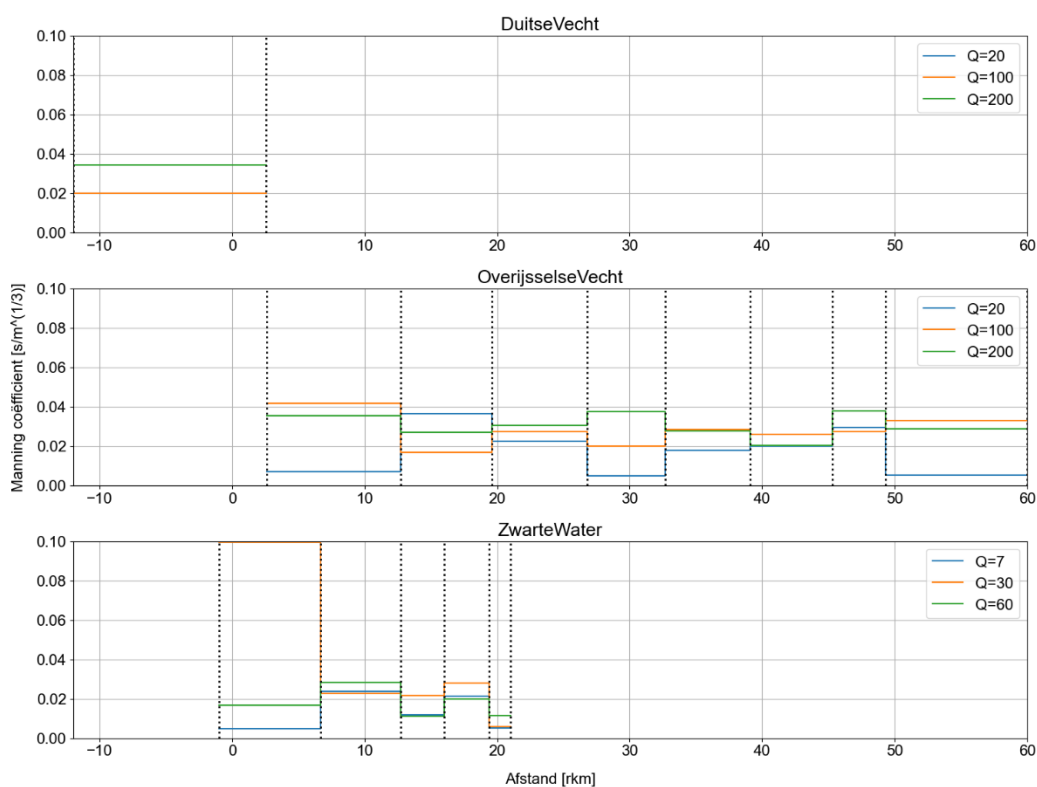 DuitseVecht
0.10
0.08
0.06
0.04
0.02
0.00
Q=20
Q=100
Q=200
−10 0 10 20 30 40 50 60
OverijsselseVecht
Manning coëfficient [s/m^(1/3)]
0.10
0.08
0.06
0.04
0.02
0.00
Q=20
Q=100
Q=200
−10 0 10 20 30 40 50 60
ZwarteWater
0.10
0.08
0.06
0.04
0.02
0.00
Q=7
Q=30
Q=60
−10 0 10 20 30 40 50 60
Afstand [rkm]